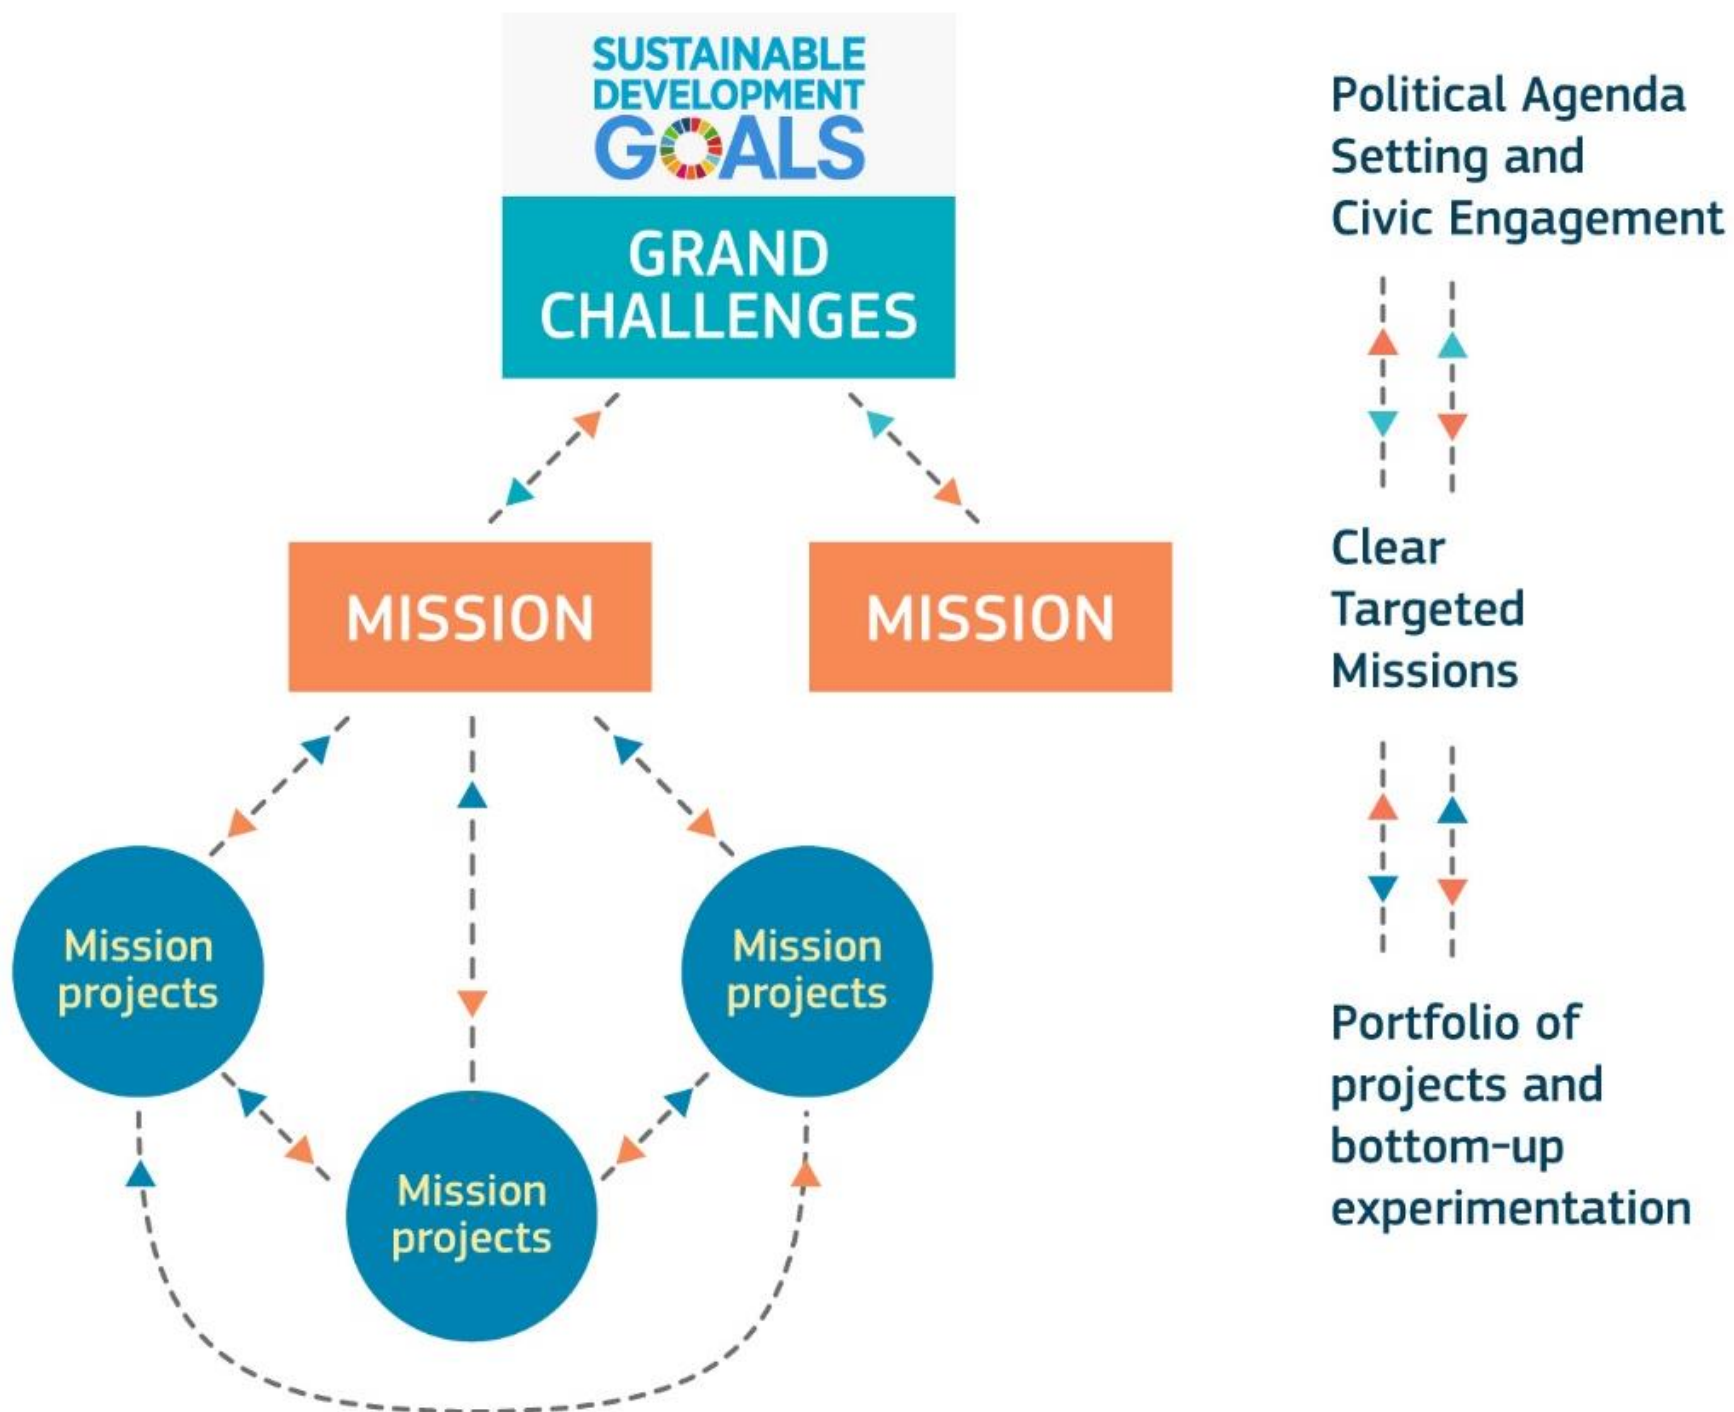 SUSTAINABLE
DEVELOPMENT
GOALS
GRAND
CHALLENGES
MISSION
MISSION
Mission
projects
Mission
projects
Mission
projects
Political Agenda
Setting and
Civic Engagement
Clear
Targeted
Missions
Portfolio of
projects and
bottom-up
experimentation